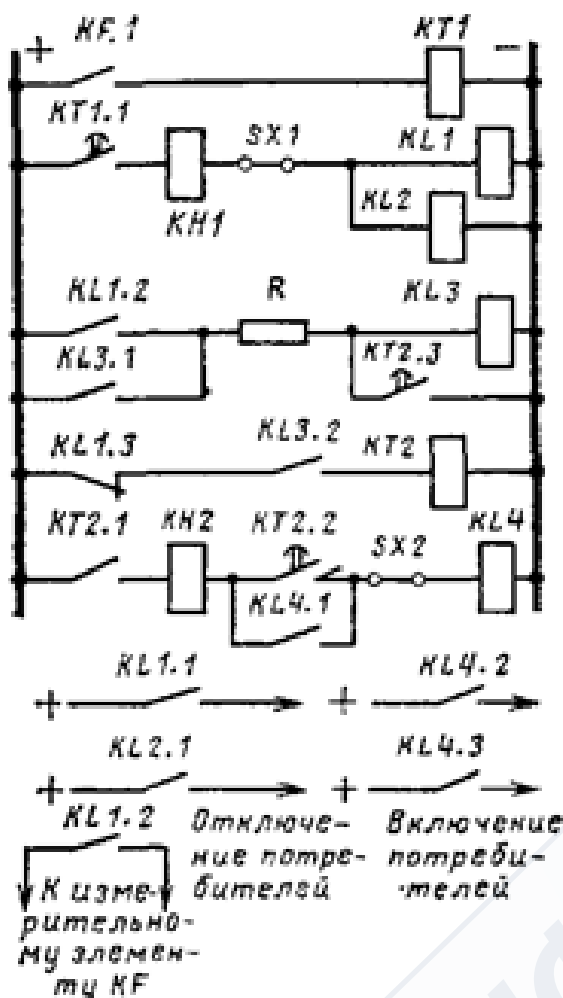 + KF.1 KT1 −
KT1.1 SX1 KL1
KH1 KL2
KL1.2 R KL3
KL3.1 KT2.3
KL1.3 KL3.2 KT2
KT2.1 KH2 KT2.2 SX2 KL4
KL4.1
KL1.1 KL4.2
+ +
KL2.1 KL4.3
+ +
KL1.2 Отключе- Включение
ние потре- потреби-
К изме- бителей телей
рительно-
му элемен-
ту KF